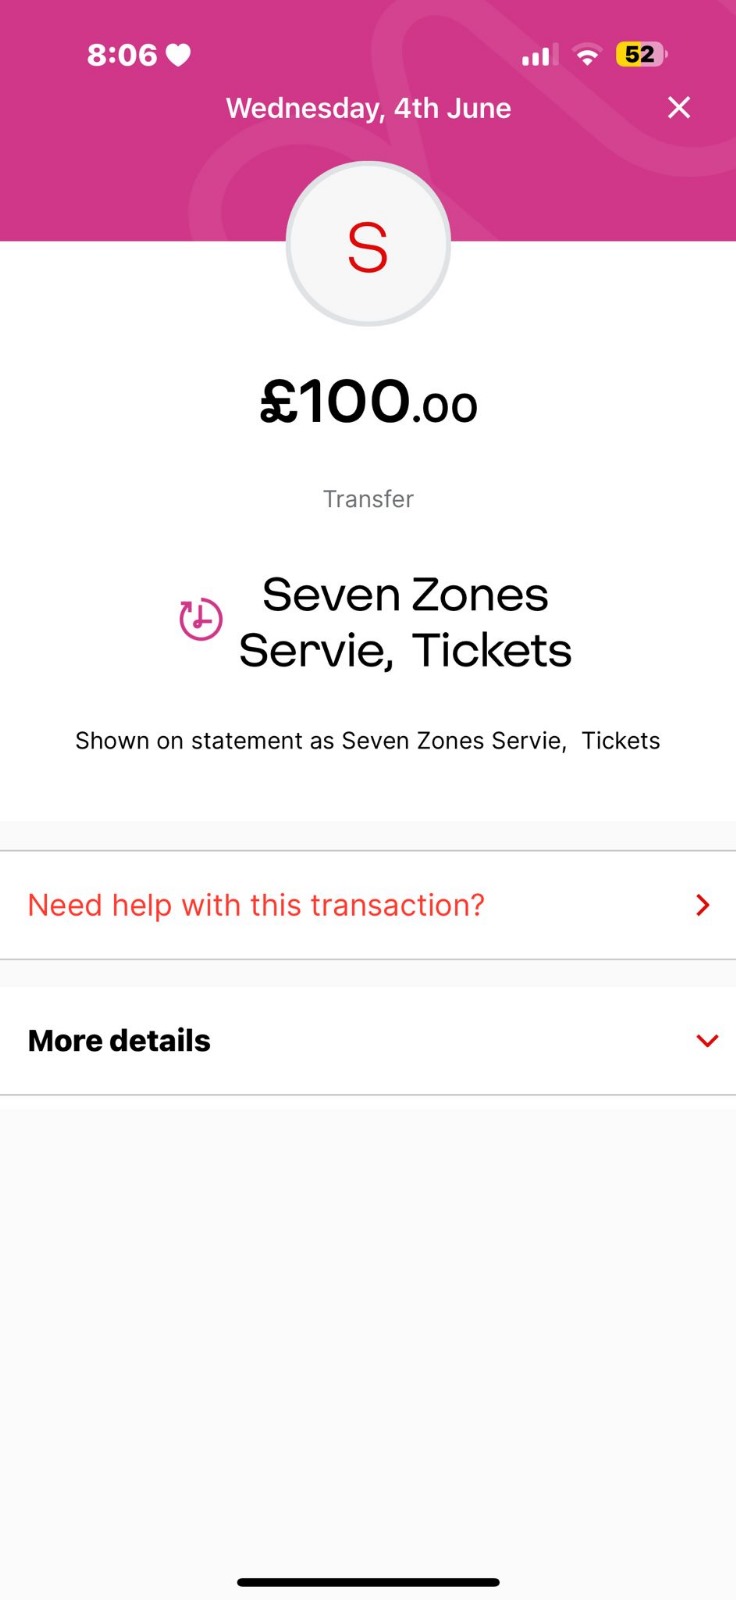 8:06
52
Wednesday, 4th June
S
£100.00
Transfer
Seven Zones
Servie, Tickets
Shown on statement as Seven Zones Servie, Tickets
Need help with this transaction?
More details